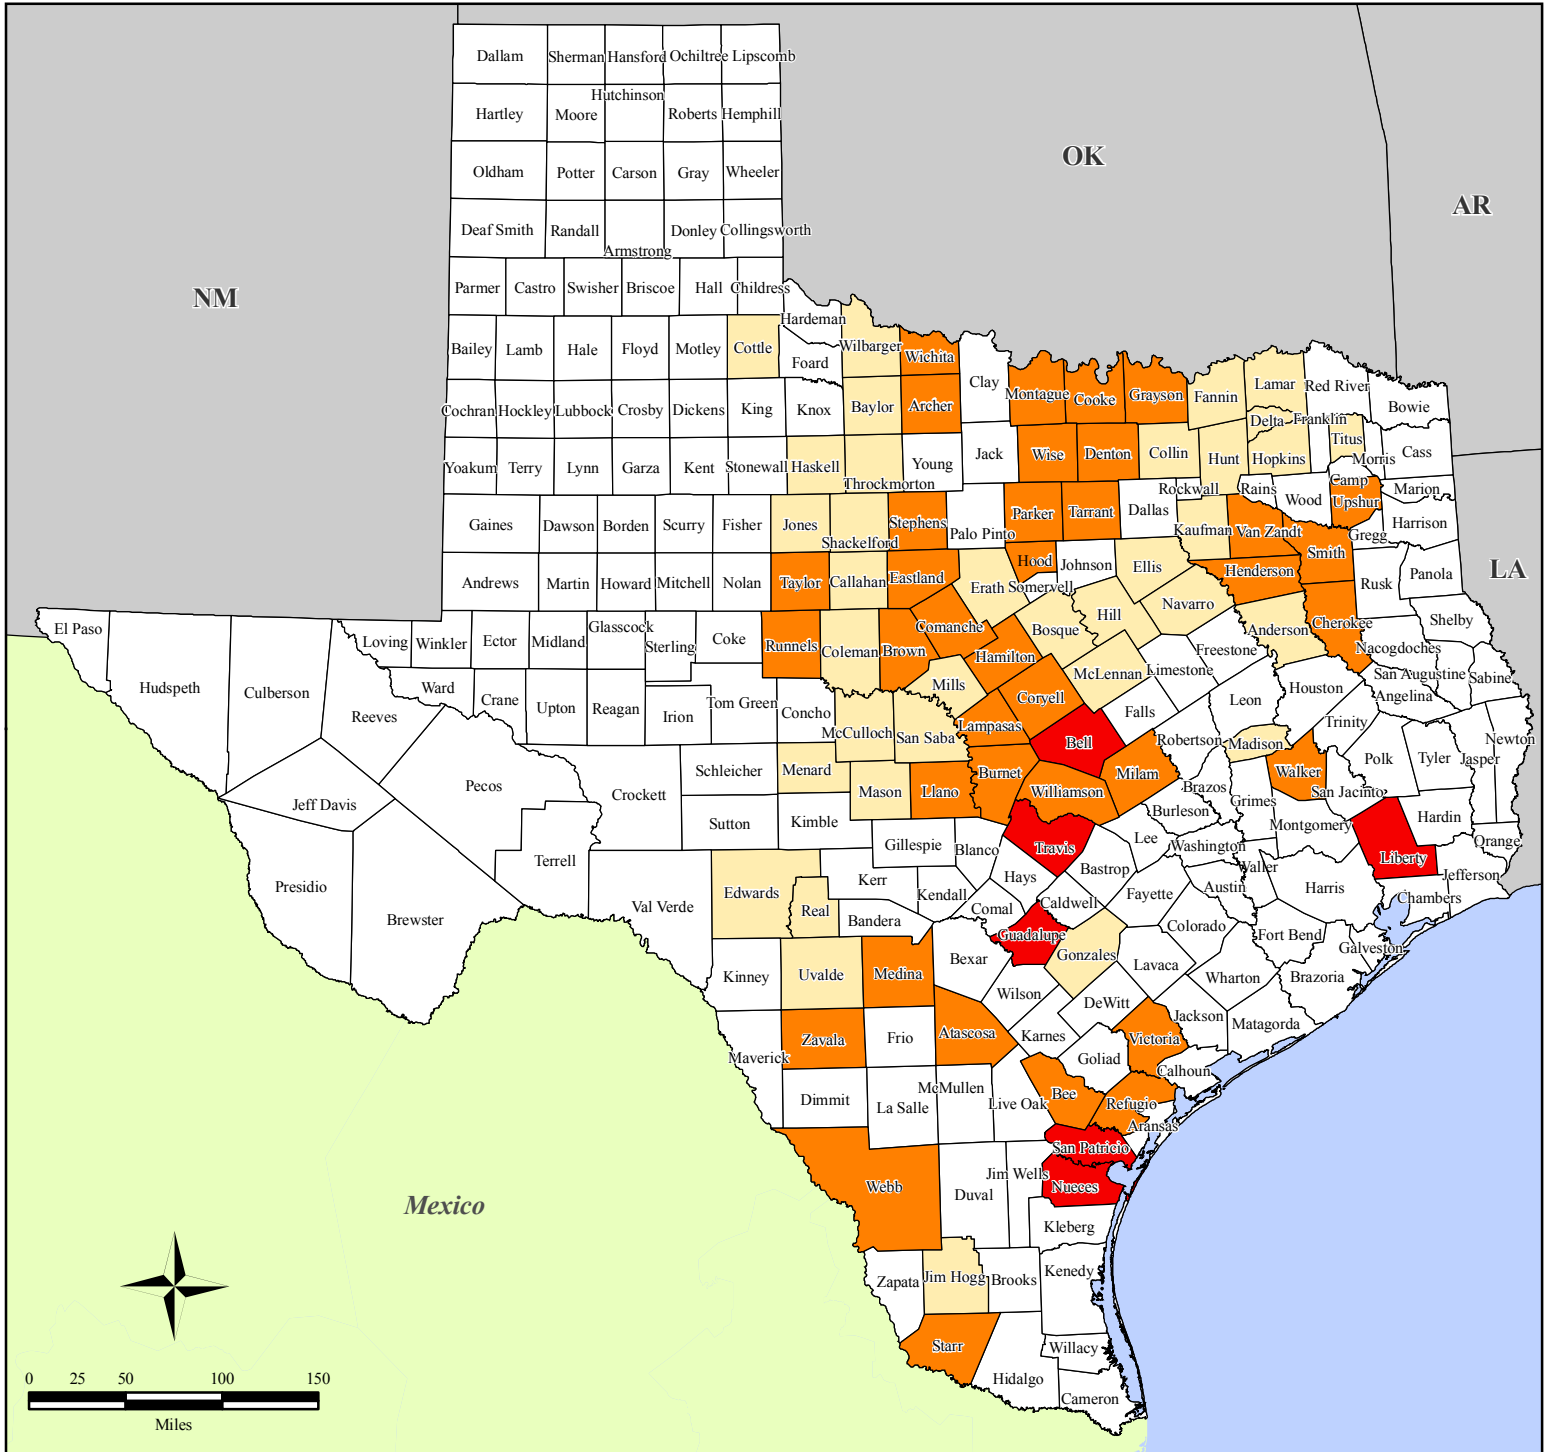 Dallam Sherman Hansford Ochiltree Lipscomb
Hutchinson
Hartley Moore Roberts Hemphill
OK
Oldham Potter Carson Gray Wheeler
AR
Deaf Smith Randall Donley Collingsworth
Armstrong
NM
Parmer Castro Swisher Briscoe Hall Childress
Hardeman
Bailey Lamb Hale Floyd Motley Cottle Foard Wilbarger Wichita
Clay Montague Cooke Grayson Fannin Lamar Red River
Cochran Hockley Lubbock Crosby Dickens King Knox Baylor Archer Bowie
Delta Franklin Titus
Yoakum Terry Lynn Garza Kent Stonewall Haskell Young Jack Wise Denton Collin Hunt Hopkins Morris Cass
Throckmorton
Rockwall Rains Wood Camp Upshur Marion
Gaines Dawson Borden Scurry Fisher Jones Stephens Palo Pinto Parker Tarrant Dallas Kaufman Van Zandt Gregg Harrison
Shackelford
LA
Andrews Martin Howard Mitchell Nolan Taylor Callahan Eastland Erath Hood Somervell Johnson Ellis Henderson Smith Rusk Panola
El Paso Loving Winkler Ector Midland Glasscock Sterling Coke Runnels Coleman Brown Comanche Bosque Hill Navarro Anderson Cherokee Shelby
Hamilton Freestone Nacogdoches
Hudspeth Culberson Reeves Ward Crane Upton Reagan Irion Tom Green Concho Mills Coryell McLennan Limestone Leon Houston San Augustine Sabine
Angelina
McCulloch San Saba Lampasas Bell Falls Robertson Madison Trinity Newton
Jeff Davis Pecos Crockett Schleicher Menard Mason Llano Burnet Williamson Milam Brazos Grimes Walker San Jacinto Polk Tyler Jasper
Sutton Kimble Burleson Montgomery Hardin
Terrell Gillespie Blanco Travis Lee Washington Waller Liberty Orange
Presidio Brewster Val Verde Edwards Real Kerr Kendall Hays Bastrop Fayette Austin Harris Jefferson
Bandera Comal Caldwell Chambers
Guadalupe Colorado Fort Bend Galveston
Kinney Uvalde Medina Bexar Gonzales Lavaca Wharton Brazoria
Wilson DeWitt Jackson Matagorda
Maverick Zavala Frio Atascosa Karnes Goliad Victoria
Calhoun
Dimmit La Salle McMullen Live Oak Bee Refugio
Aransas
San Patricio
Mexico
Webb Duval Jim Wells Nueces
Kleberg
Zapata Jim Hogg Brooks Kenedy
Starr Willacy
Hidalgo
Cameron
0 25 50 100 150
Miles